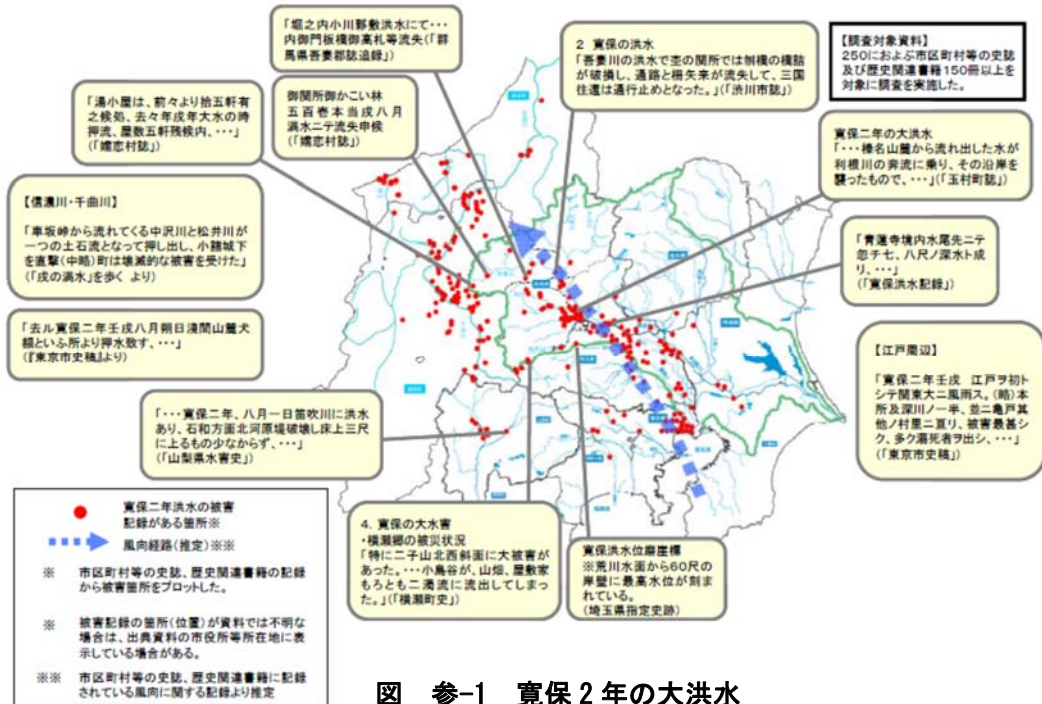 「堀之内小川夥敷洪水にて・・・
内御門板橋御高札等流失(「群
馬県吾妻郡誌追録」)
2 寛保の洪水
「吾妻川の洪水で杢の関所では刎橋の橋詰
が破損し、通路と柵矢来が流失して、三国
往還は通行止めとなった。」(「渋川市誌」)
【調査対象資料】
250におよぶ市区町村等の史誌
及び歴史関連書籍150冊以上を
対象に調査を実施した。
「湯小屋は、前々より拾五軒有
之候処、去々年戌年大水の時
押流、屋数五軒残候内、・・・」
(「嬬恋村誌」)
御関所御かこい林
五百壱本当戌八月
満水ニテ流失申候
(「嬬恋村誌」)
寛保二年の大洪水
「・・・榛名山麓から流れ出した水が
利根川の奔流に乗り、その沿岸を
襲ったもので、・・・」(「玉村町誌」)
【信濃川・千曲川】
「車坂峠から流れてくる中沢川と松井川が
一つの土石流となって押し出し、小諸城下
を直撃(中略)町は壊滅的な被害を受けた」
(「戌の満水」を歩く より)
「青蓮寺境内水尾先ニテ
忽チ七、八尺ノ深水ト成
リ、・・・」
(「寛保洪水記録」)
「去ル寛保二年壬戌八月朔日淺間山麓犬
額といふ所より押水致す、・・・」
(『東京市史稿』より)
【江戸周辺】
「寛保二年壬戌 江戸ヲ初ト
シテ関東大ニ風雨ス。(略)本
所及深川ノ一半、並ニ亀戸其
他ノ村里ニ亘リ、被害最甚シ
ク、多ク溺死者ヲ出シ、・・・」
(「東京市史稿」)
「・・・寛保二年、八月一日笛吹川に洪水
あり、石和方面北河原堤破壊し床上三尺
に上るもの少なからず、・・・」
(「山梨県水害史」)
4. 寛保の大水害
・横瀬郷の被災状況
「特に二子山北西斜面に大被害が
あった。・・・小島谷が、山畑、屋敷家
もろとも二濁流に流出してしまっ
た。」(「横瀬町史」)
寛保洪水位磨崖標
※荒川水面から60尺の
岸壁に最高水位が刻ま
れている。
(埼玉県指定史跡)
寛保二年洪水の被害
記録がある箇所※
風向経路(推定)※※
※ 市区町村等の史誌、歴史関連書籍の記録
から被害箇所をプロットした。
※ 被害記録の箇所(位置)が資料では不明な
場合は、出典資料の市役所等所在地に表
示している場合がある。
※※ 市区町村等の史誌、歴史関連書籍に記録
されている風向に関する記録より推定
図 参-1 寛保2年の大洪水